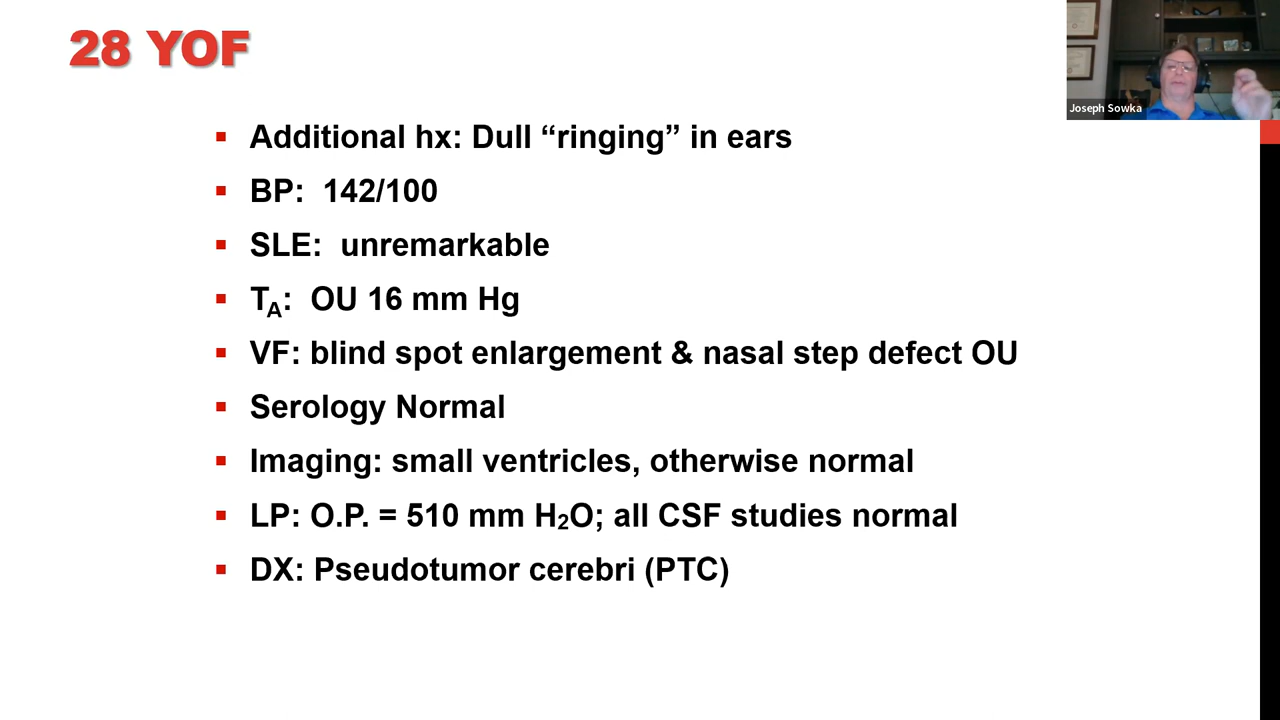 28 YOF
Joseph Sowka
▪ Additional hx: Dull “ringing” in ears
▪ BP: 142/100
▪ SLE: unremarkable
▪ TA: OU 16 mm Hg
▪ VF: blind spot enlargement & nasal step defect OU
▪ Serology Normal
▪ Imaging: small ventricles, otherwise normal
▪ LP: O.P. = 510 mm H₂O; all CSF studies normal
▪ DX: Pseudotumor cerebri (PTC)